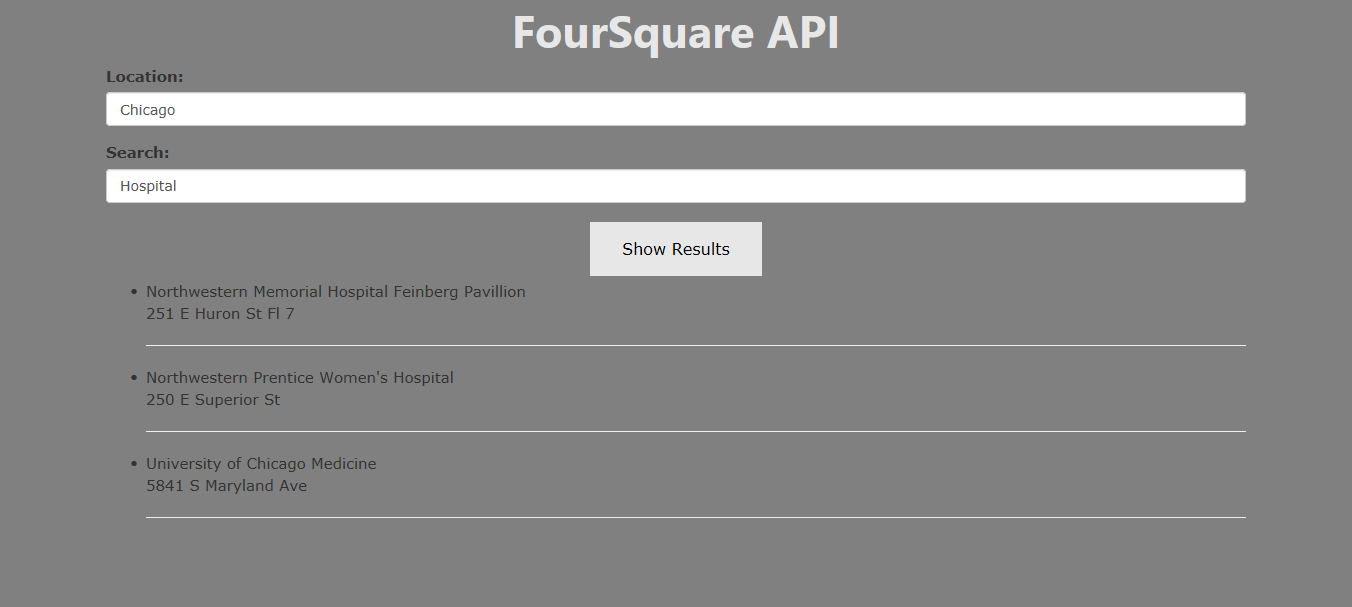 FourSquare API
Location:
Chicago
Search:
Hospital
Show Results
Northwestern Memorial Hospital Feinberg Pavillion
251 E Huron St Fl 7
Northwestern Prentice Women's Hospital
250 E Superior St
University of Chicago Medicine
5841 S Maryland Ave